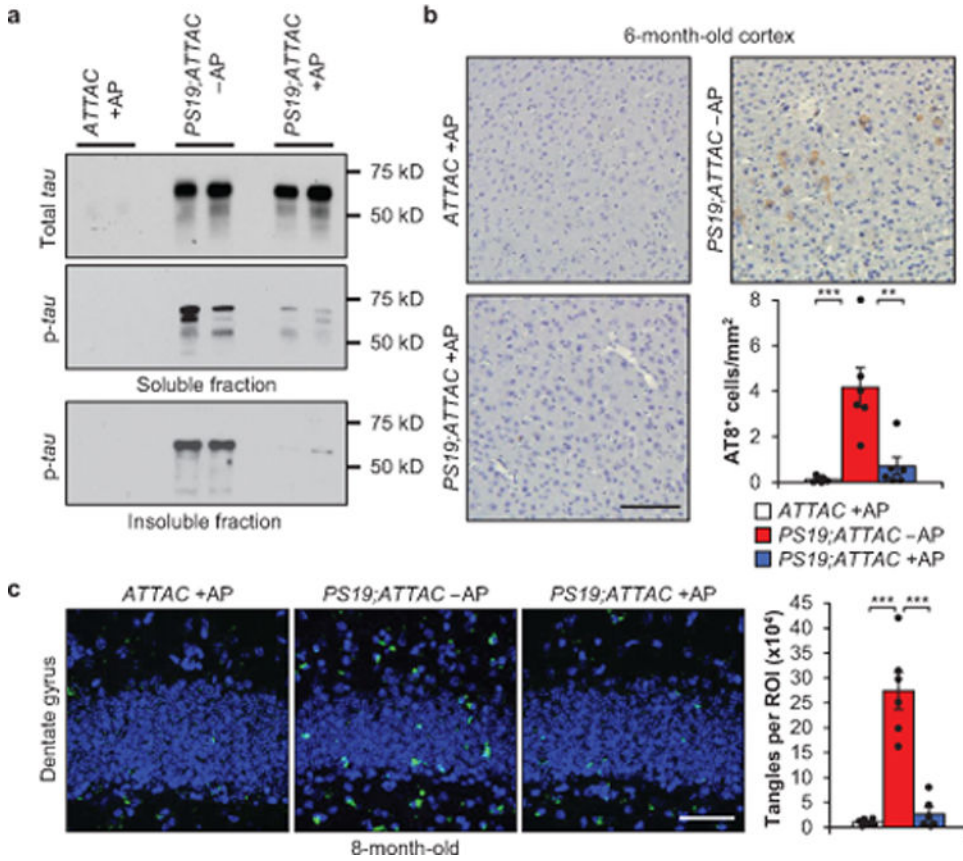 a
ATTAC
+AP
PS19;ATTAC
–AP
PS19;ATTAC
+AP
Total tau
75 kD
50 kD
p-tau
75 kD
50 kD
Soluble fraction
p-tau
75 kD
50 kD
Insoluble fraction
b
6-month-old cortex
ATTAC +AP
PS19;ATTAC –AP
PS19;ATTAC +AP
*** **
AT8+ cells/mm²
8
6
4
2
0
ATTAC +AP
PS19;ATTAC –AP
PS19;ATTAC +AP
c
ATTAC +AP
PS19;ATTAC –AP
PS19;ATTAC +AP
Dentate gyrus
8-month-old
*** ***
Tangles per ROI (x10⁴)
45
40
35
30
25
20
15
10
5
0